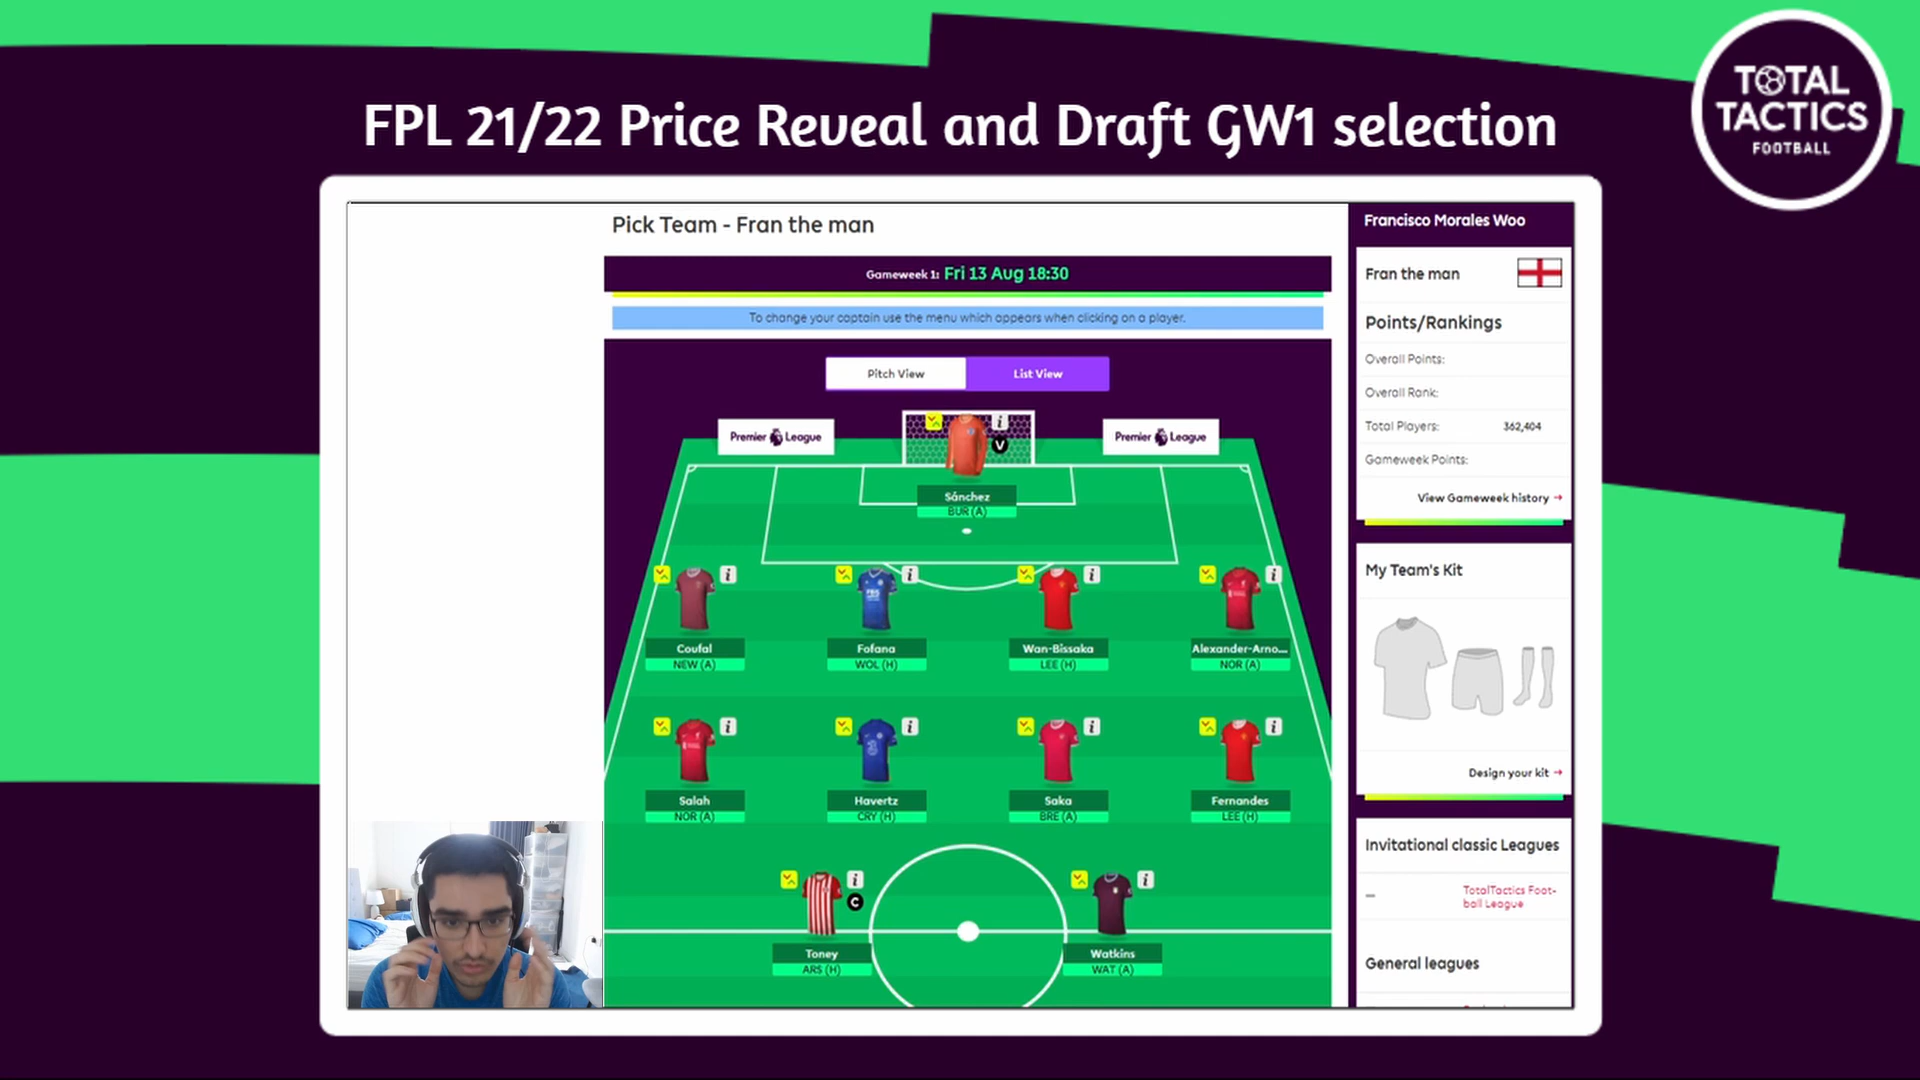 FPL 21/22 Price Reveal and Draft GW1 selection
TOTAL
TACTICS
FOOTBALL
Pick Team - Fran the man
Gameweek 1: Fri 13 Aug 18:30
To change your captain use the menu which appears when clicking on a player.
Pitch View
List View
Premier League
Premier League
V
Sánchez
BUR (A)
Coufal
NEW (A)
Fofana
WOL (H)
Wan-Bissaka
LEE (H)
Alexander-Arno...
NOR (A)
Salah
NOR (A)
Havertz
CRY (H)
Saka
BRE (A)
Fernandes
LEE (H)
C
Toney
ARS (H)
Watkins
WAT (A)
Francisco Morales Woo
Fran the man
Points/Rankings
Overall Points:
Overall Rank:
Total Players: 362,404
Gameweek Points:
View Gameweek history →
My Team's Kit
Design your kit →
Invitational classic Leagues
– TotalTactics Foot-
ball League
General leagues